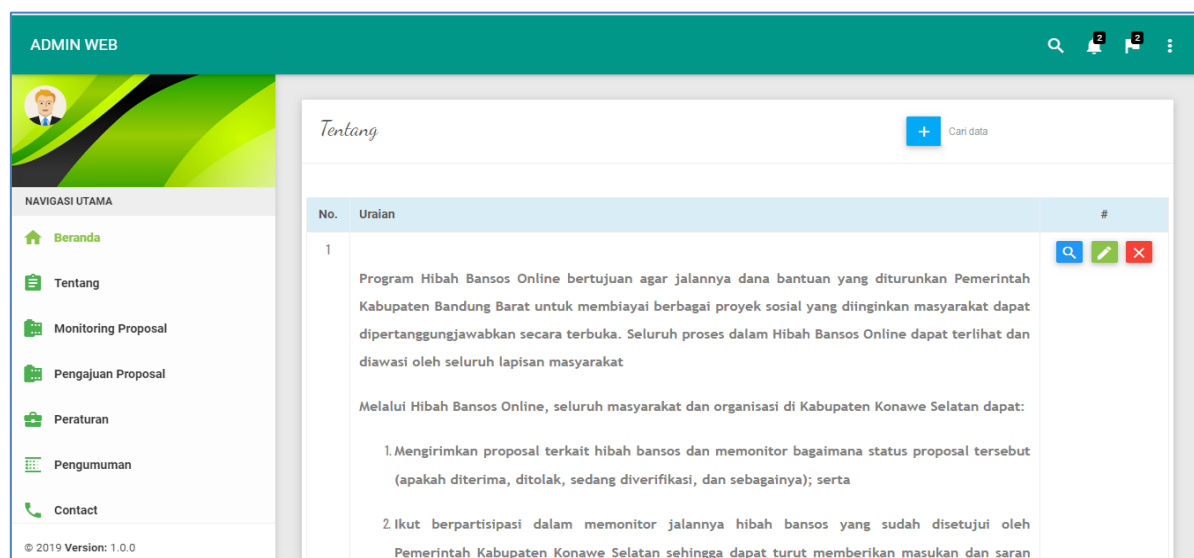 ADMIN WEB
2
2
Tentang
+ Cari data
NAVIGASI UTAMA
Beranda
Tentang
Monitoring Proposal
Pengajuan Proposal
Peraturan
Pengumuman
Contact
© 2019 Version: 1.0.0
No. Uraian #
1
Program Hibah Bansos Online bertujuan agar jalannya dana bantuan yang diturunkan Pemerintah
Kabupaten Bandung Barat untuk membiayai berbagai proyek sosial yang diinginkan masyarakat dapat
dipertanggungjawabkan secara terbuka. Seluruh proses dalam Hibah Bansos Online dapat terlihat dan
diawasi oleh seluruh lapisan masyarakat
Melalui Hibah Bansos Online, seluruh masyarakat dan organisasi di Kabupaten Konawe Selatan dapat:
1. Mengirimkan proposal terkait hibah bansos dan memonitor bagaimana status proposal tersebut
(apakah diterima, ditolak, sedang diverifikasi, dan sebagainya); serta
2. Ikut berpartisipasi dalam memonitor jalannya hibah bansos yang sudah disetujui oleh
Pemerintah Kabupaten Konawe Selatan sehingga dapat turut memberikan masukan dan saran